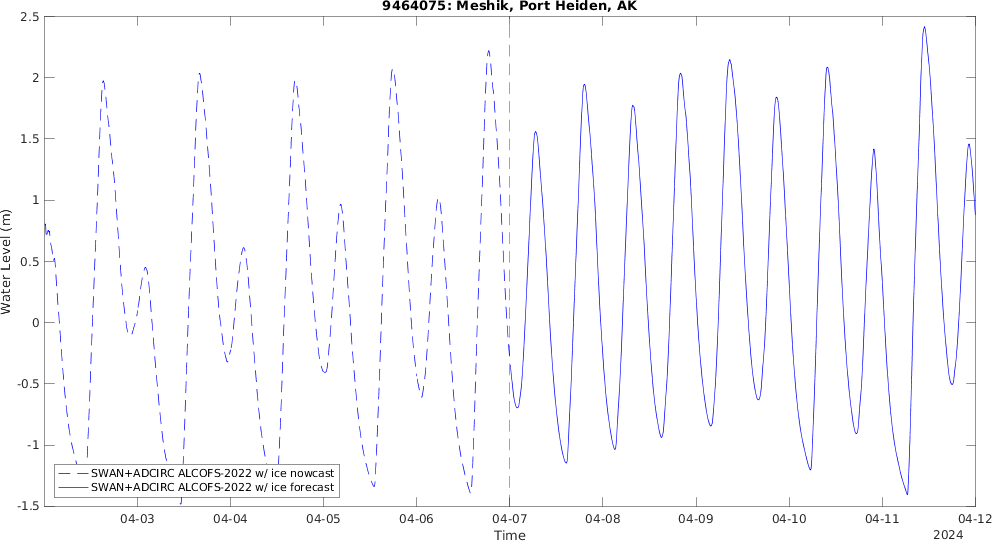 9464075: Meshik, Port Heiden, AK
Water Level (m)
2.5
2
1.5
1
0.5
0
-0.5
-1
-1.5
SWAN+ADCIRC ALCOFS-2022 w/ ice nowcast
SWAN+ADCIRC ALCOFS-2022 w/ ice forecast
04-03 04-04 04-05 04-06 04-07 04-08 04-09 04-10 04-11 04-12
Time
2024